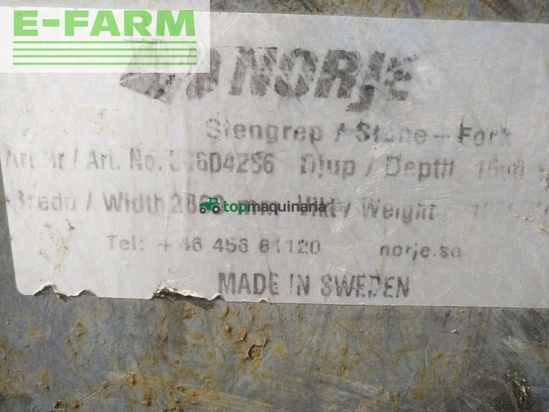 E-FARM
NORJE
Stengrep / Stone-Fork
Art.Nr / Art. No. Djup / Depth
Bredd / Width Vikt / Weight
topmaquinaria
Tel: +46 456 61120 norje.se
MADE IN SWEDEN